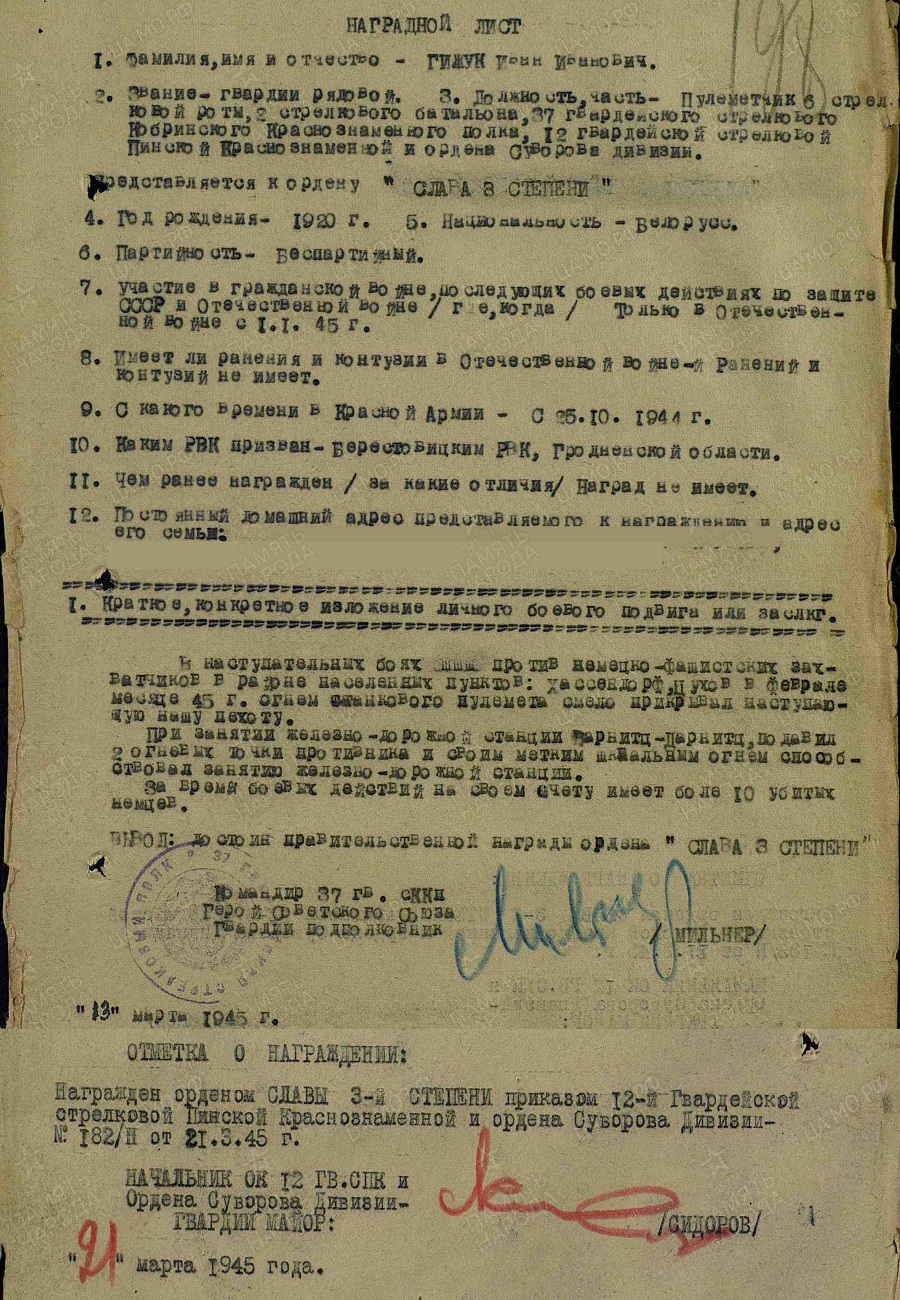 198
НАГРАДНОЙ ЛИСТ
I. Фамилия,имя и отчество - ГИЖУК Иван Иванович.
2. Звание- гвардии рядовой. 3. Должность,часть- Пулеметчик 6 стрел
ковой роты,2 стрелкового батальона,37 гвардейского стрелкового
Кобринского Краснознаменного полка, 12 гвардейской стрелковой
Пинской Краснознаменной и ордена Суворова дивизии.
Представляется к ордену " СЛАВА 3 СТЕПЕНИ "
4. Год рождения- 1920 г. 5. Национальность - Белорусс.
6. Партийность- Беспартийный.
7. участие в гражданской войне,последующих боевых действиях по защите
СССР и Отечественной войне / где,когда / Только в Отечествен-
ной войне с I.I. 45 г.
8. Имеет ли ранения и контузии в Отечественной войне-й Ранений и
контузий не имеет.
9. С какого времени в Красной Армии - С 25.10. 1944 г.
10. Каким РВК призван-Берестовицким РВК, Гродненской области.
II. Чем ранее награжден / за какие отличия/ Наград не имеет.
12. Постоянный домашний адрес представляемого к награждению и адрес
его семьи:
I. Краткое,конкретное изложение личного боевого подвига или заслуг.
В наступательных боях против немецко-фашистских зах-
ватчиков в районе населенных пунктов: Хассендорф,Цухов в феврале
месяце 45 г. огнем станкового пулемета смело прикрывал наступаю-
щую нашу пехоту.
При занятии железно-дорожной станции Варнитц-Царнитц,подавил
2 огневых точки противника и своим метким шквальным огнем способ-
ствовал занятию железно-дорожной станции.
За время боевых действий на своем счету имеет боле 10 убитых
немцев.
ВЫВОД: достоин правительственной награды ордена " СЛАВА 3 СТЕПЕНИ"
Командир 37 гв. сККп
Герой Советского Союза
Гвардии подполковник /МИЛЬНЕР/
"13" марта 1945 г.
ОТМЕТКА О НАГРАЖДЕНИИ:
Награжден орденом СЛАВЫ 3-й СТЕПЕНИ приказом 12-й Гвардейской
стрелковой Пинской Краснознаменной и ордена Суворова Дивизии-
№ 182/Н от 21.3.45 г.
НАЧАЛЬНИК ОК 12 ГВ.СПК и
Ордена Суворова Дивизии-
ГВАРДИИ МАЙОР: /СИДОРОВ/
"21" марта 1945 года.